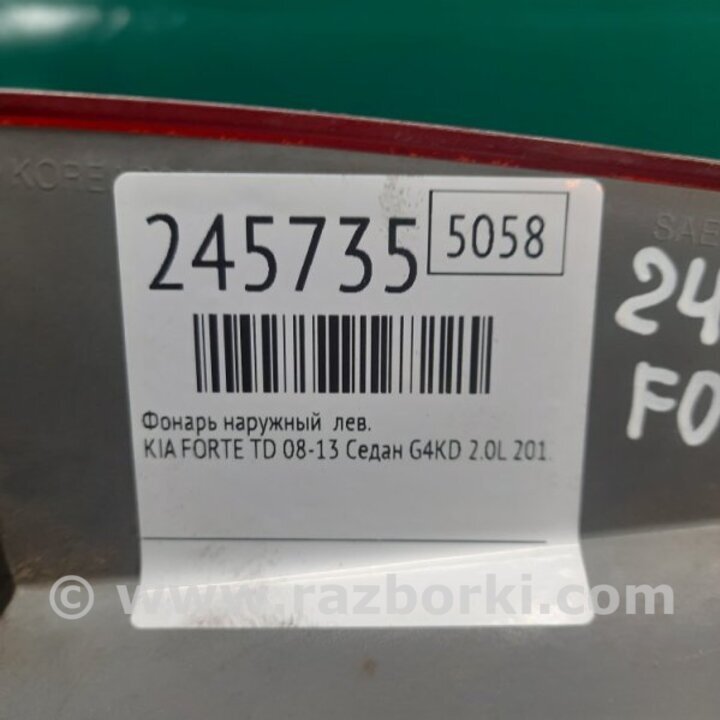 245735 5058
Фонарь наружный лев.
KIA FORTE TD 08-13 Седан G4KD 2.0L 201
24
FO
SAE
© www.razborki.com